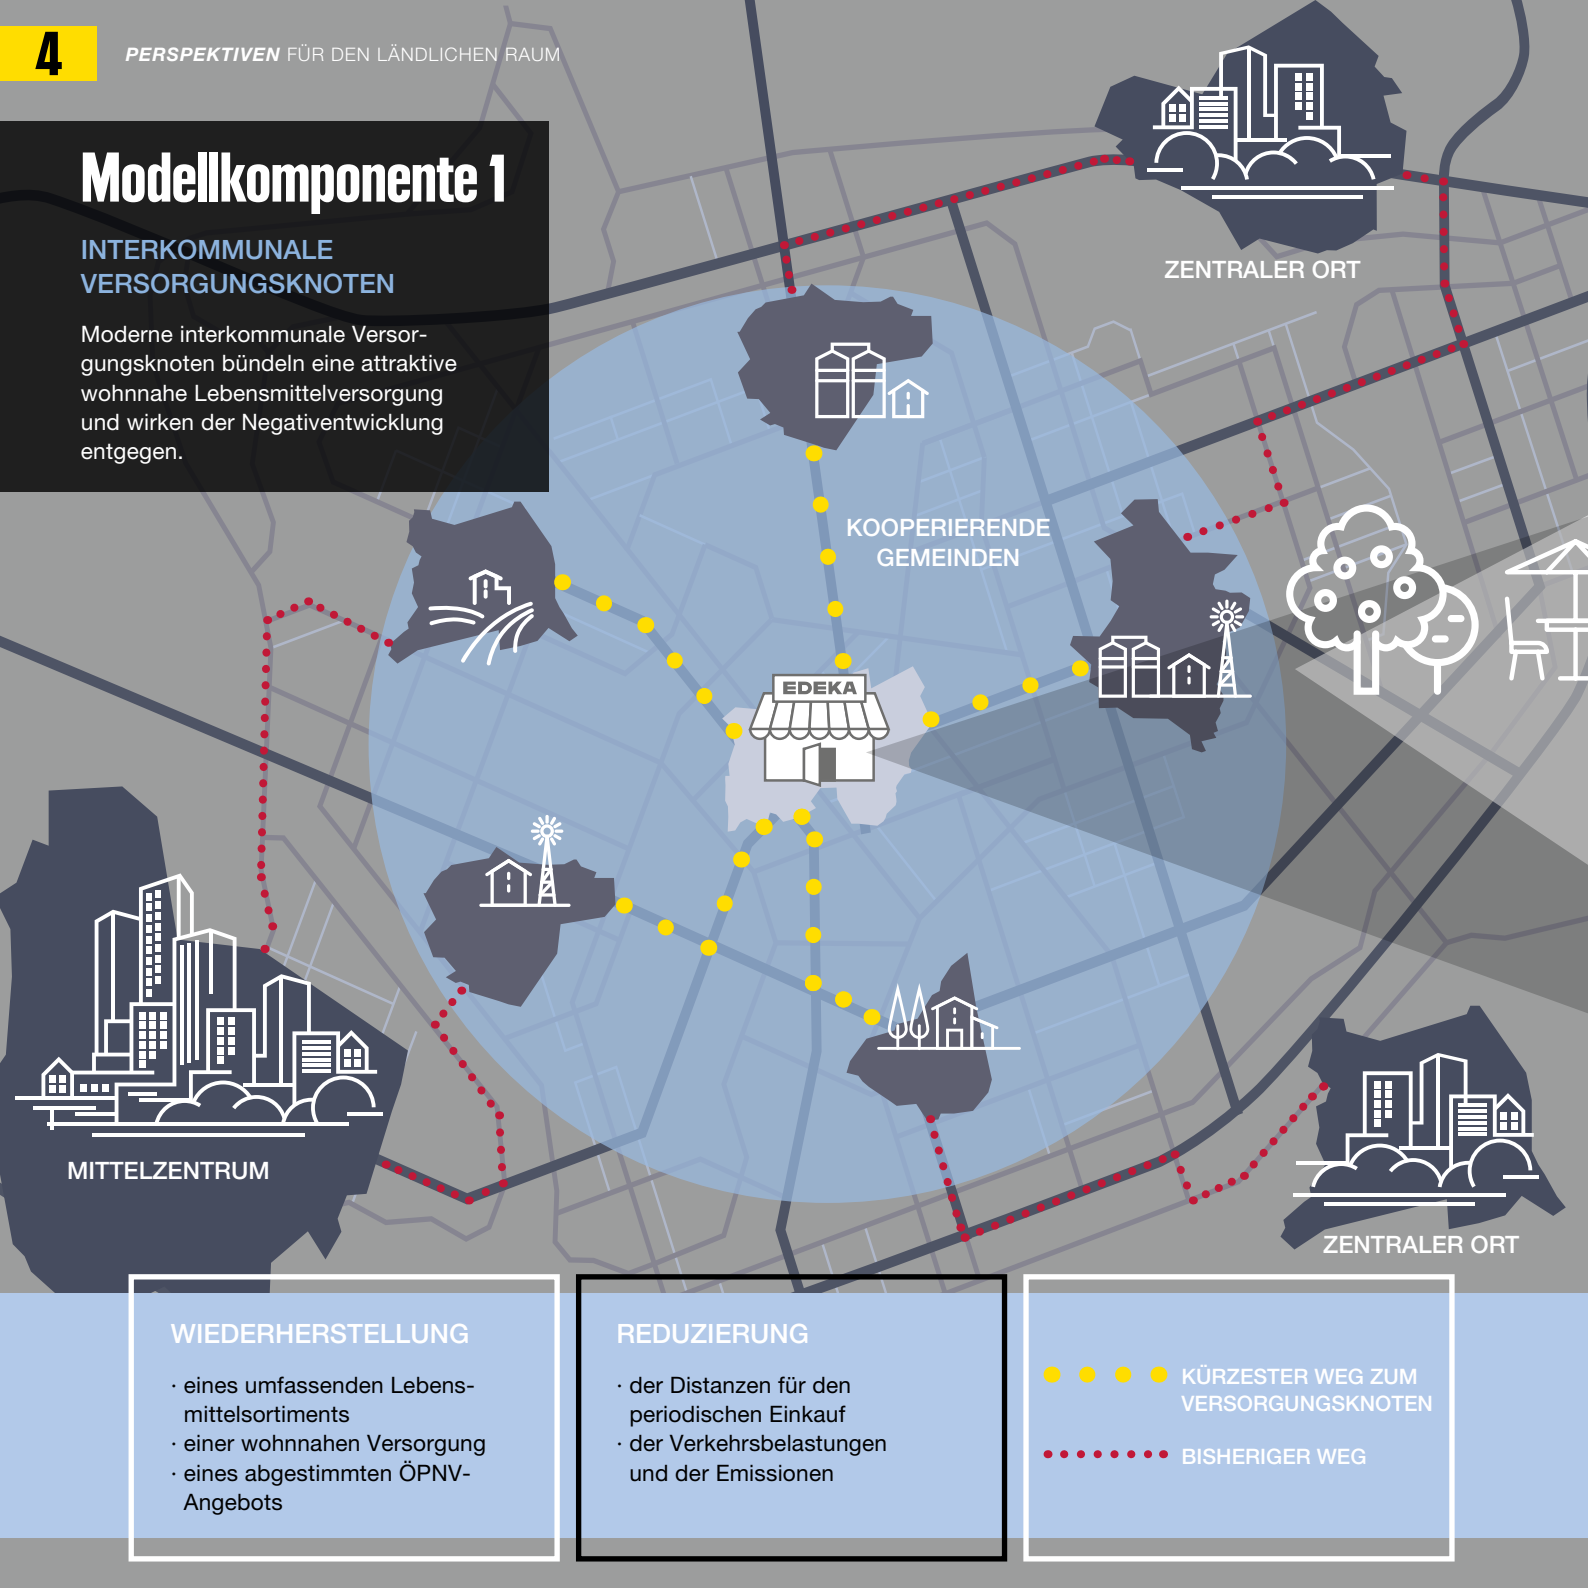 4
PERSPEKTIVEN FÜR DEN LÄNDLICHEN RAUM
Modellkomponente 1
INTERKOMMUNALE
VERSORGUNGSKNOTEN
Moderne interkommunale Versor-
gungsknoten bündeln eine attraktive
wohnnahe Lebensmittelversorgung
und wirken der Negativentwicklung
entgegen.
ZENTRALER ORT
KOOPERIERENDE
GEMEINDEN
EDEKA
MITTELZENTRUM
ZENTRALER ORT
WIEDERHERSTELLUNG
· eines umfassenden Lebens-
mittelsortiments
· einer wohnnahen Versorgung
· eines abgestimmten ÖPNV-
Angebots
REDUZIERUNG
· der Distanzen für den
periodischen Einkauf
· der Verkehrsbelastungen
und der Emissionen
KÜRZESTER WEG ZUM
VERSORGUNGSKNOTEN
BISHERIGER WEG